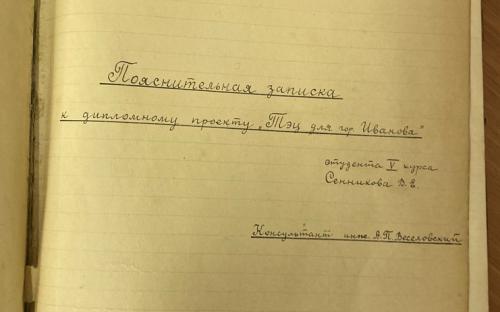 Пояснительная записка
к дипломному проекту „Тэц для гор. Иванова"
студента V курса
Сенникова В. Е.
Консультант инж. А. П. Веселовский